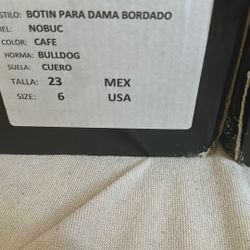 STILO: BOTIN PARA DAMA BORDADO
IEL: NOBUC
COLOR: CAFE
HORMA: BULLDOG
SUELA: CUERO
TALLA: 23 MEX
SIZE: 6 USA